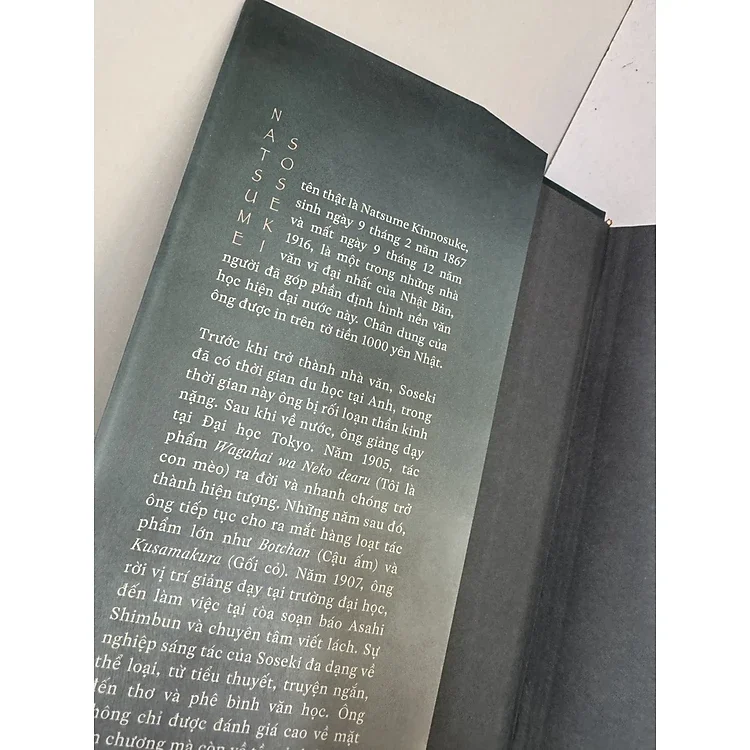 NATSUME
SOSEKI
tên thật là Natsume Kinnosuke,
sinh ngày 9 tháng 2 năm 1867
và mất ngày 9 tháng 12 năm
1916, là một trong những nhà
văn vĩ đại nhất của Nhật Bản,
người đã góp phần định hình nền văn
học hiện đại nước này. Chân dung của
ông được in trên tờ tiền 1000 yên Nhật.
Trước khi trở thành nhà văn, Soseki
đã có thời gian du học tại Anh, trong
thời gian này ông bị rối loạn thần kinh
nặng. Sau khi về nước, ông giảng dạy
tại Đại học Tokyo. Năm 1905, tác
phẩm Wagahai wa Neko dearu (Tôi là
con mèo) ra đời và nhanh chóng trở
thành hiện tượng. Những năm sau đó,
ông tiếp tục cho ra mắt hàng loạt tác
phẩm lớn như Botchan (Cậu ấm) và
Kusamakura (Gối cỏ). Năm 1907, ông
rời vị trí giảng dạy tại trường đại học,
đến làm việc tại tòa soạn báo Asahi
Shimbun và chuyên tâm viết lách. Sự
nghiệp sáng tác của Soseki đa dạng về
thể loại, từ tiểu thuyết, truyện ngắn,
đến thơ và phê bình văn học. Ông
không chỉ được đánh giá cao về mặt
chương mà còn về